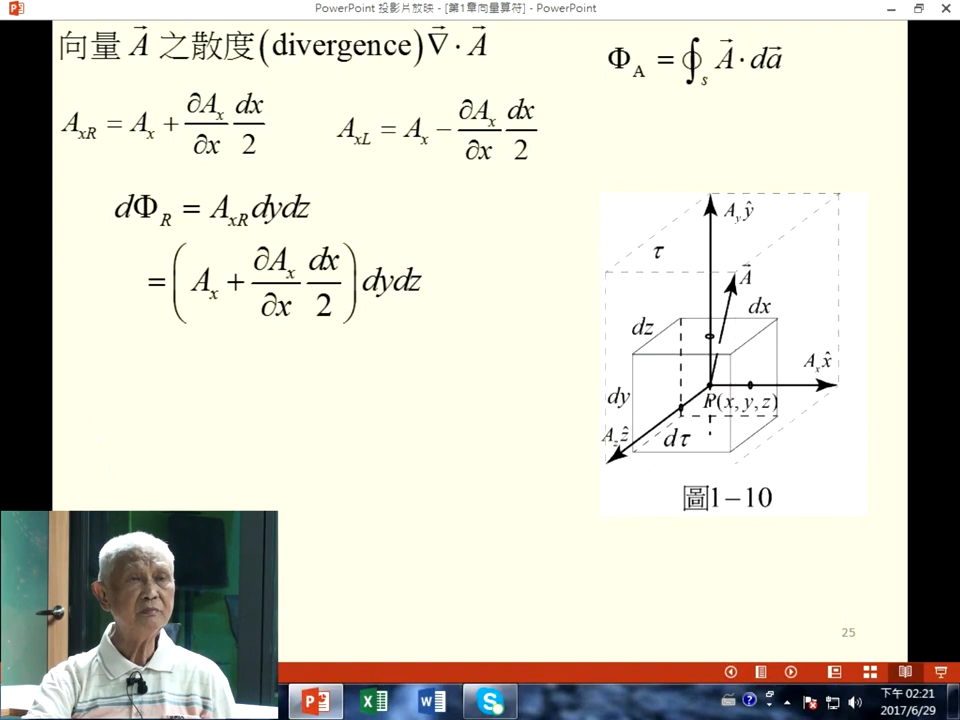 PowerPoint 投影片放映 - [第1章向量算符] - PowerPoint
向量 $\vec{A}$ 之散度(divergence)$\vec{\nabla} \cdot \vec{A}$
$\Phi_A = \oint_s \vec{A} \cdot d\vec{a}$
$A_{xR} = A_x + \frac{\partial A_x}{\partial x} \frac{dx}{2}$
$A_{xL} = A_x - \frac{\partial A_x}{\partial x} \frac{dx}{2}$
$d\Phi_R = A_{xR} dydz$
$= \left( A_x + \frac{\partial A_x}{\partial x} \frac{dx}{2} \right) dydz$
$A_y \hat{y}$
τ
$\vec{A}$
dx
dz
$A_x \hat{x}$
dy
P(x, y, z)
$A_z \hat{z}$
dτ
圖1–10
25
下午 02:21
2017/6/29